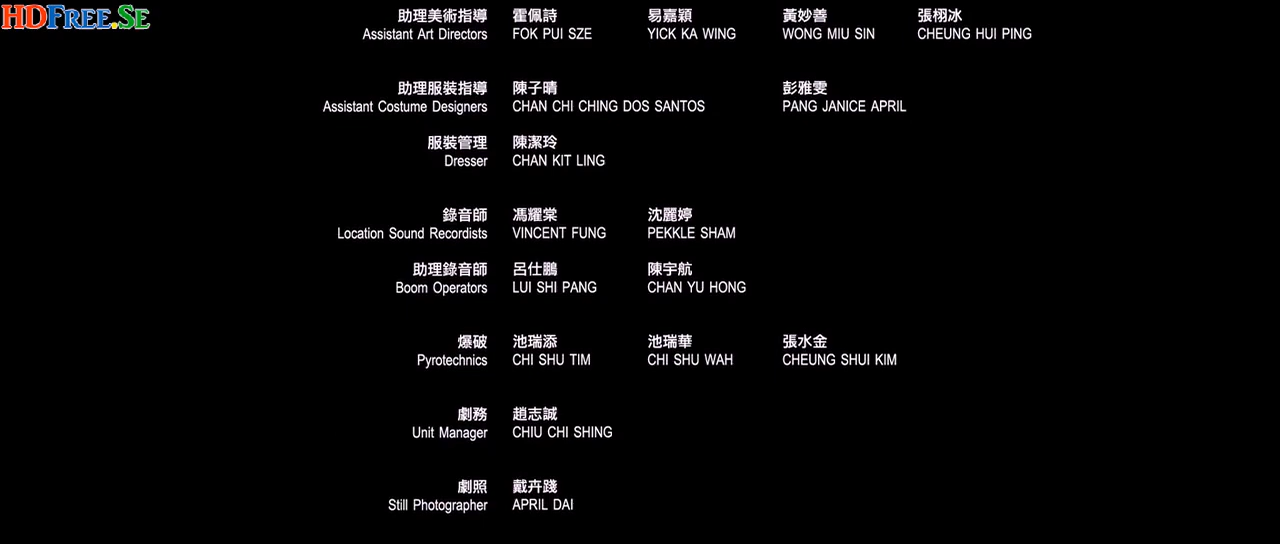 HDFREE.SE
助理美術指導 霍佩詩 易嘉穎 黃妙善 張栩冰
Assistant Art Directors FOK PUI SZE YICK KA WING WONG MIU SIN CHEUNG HUI PING
助理服裝指導 陳子晴 彭雅雯
Assistant Costume Designers CHAN CHI CHING DOS SANTOS PANG JANICE APRIL
服裝管理 陳潔玲
Dresser CHAN KIT LING
錄音師 馮耀棠 沈麗婷
Location Sound Recordists VINCENT FUNG PEKKLE SHAM
助理錄音師 呂仕鵬 陳宇航
Boom Operators LUI SHI PANG CHAN YU HONG
爆破 池瑞添 池瑞華 張水金
Pyrotechnics CHI SHU TIM CHI SHU WAH CHEUNG SHUI KIM
劇務 趙志誠
Unit Manager CHIU CHI SHING
劇照 戴卉踐
Still Photographer APRIL DAI